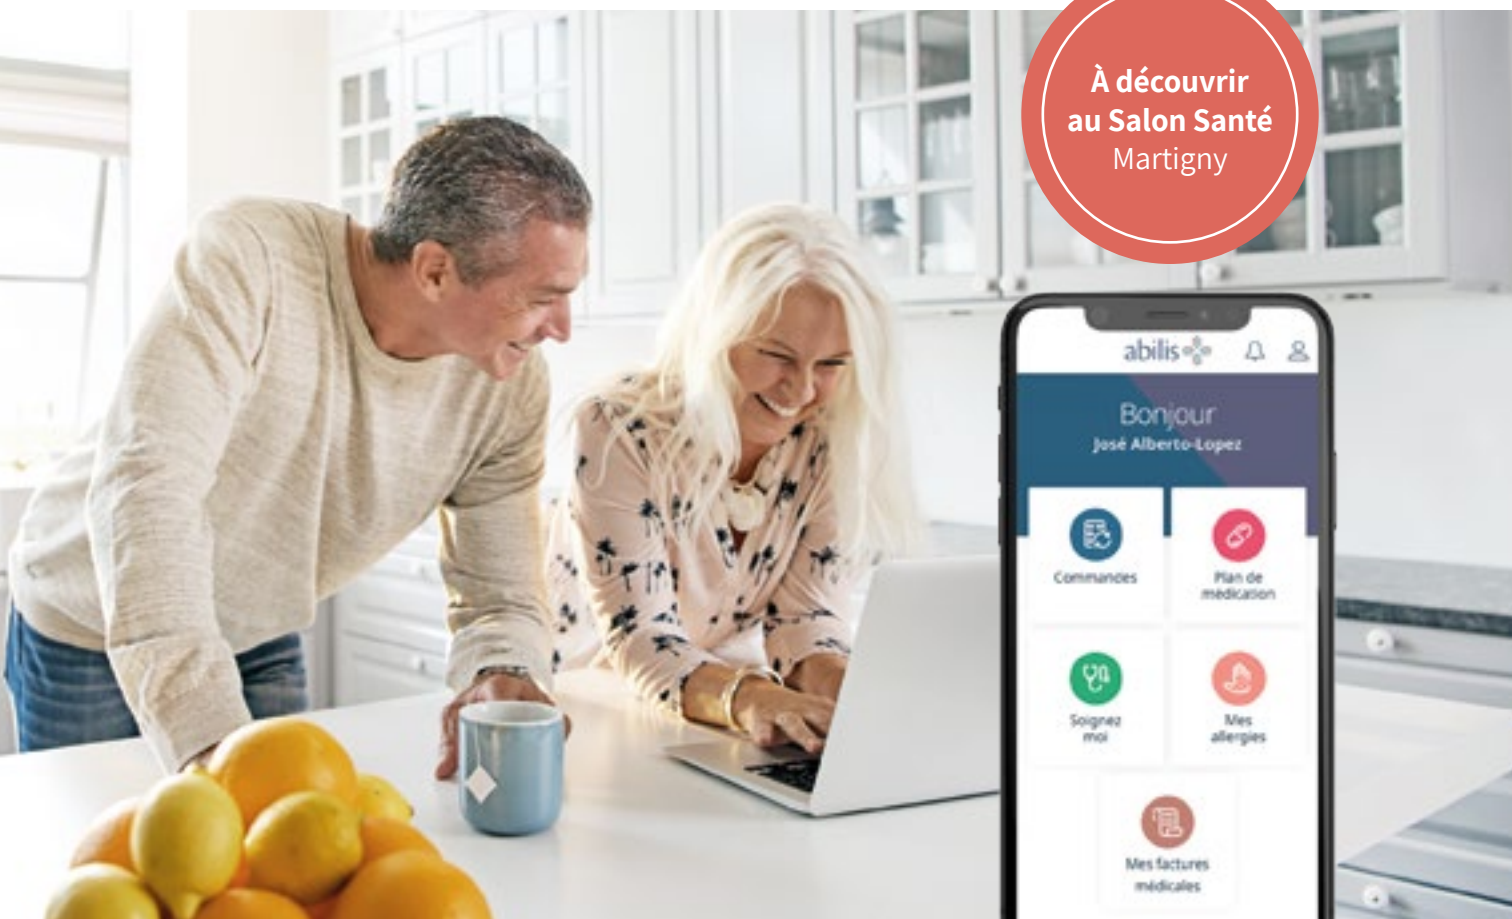 À découvrir
au Salon Santé
Martigny
abilis
Bonjour
José Alberto-Lopez
Commandes
Plan de
médication
Soignez
moi
Mes
allergies
Mes factures
médicales